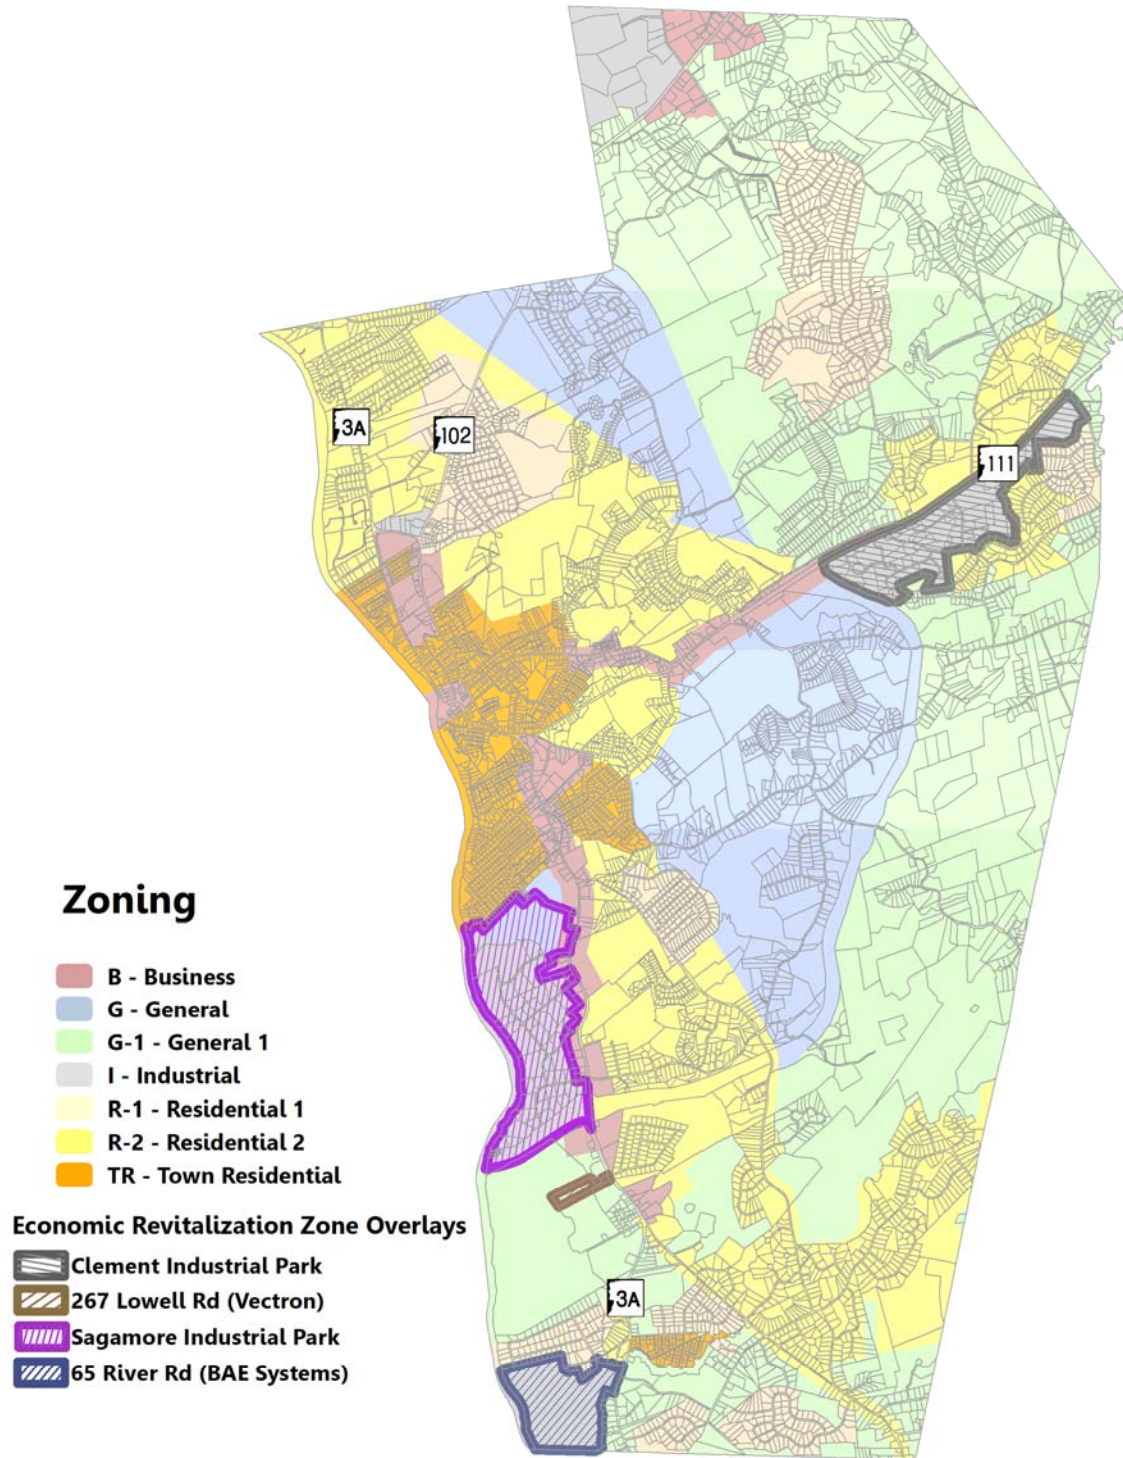 3A
102
111
Zoning
B - Business
G - General
G-1 - General 1
I - Industrial
R-1 - Residential 1
R-2 - Residential 2
TR - Town Residential
Economic Revitalization Zone Overlays
Clement Industrial Park
267 Lowell Rd (Vectron)
Sagamore Industrial Park
65 River Rd (BAE Systems)
3A